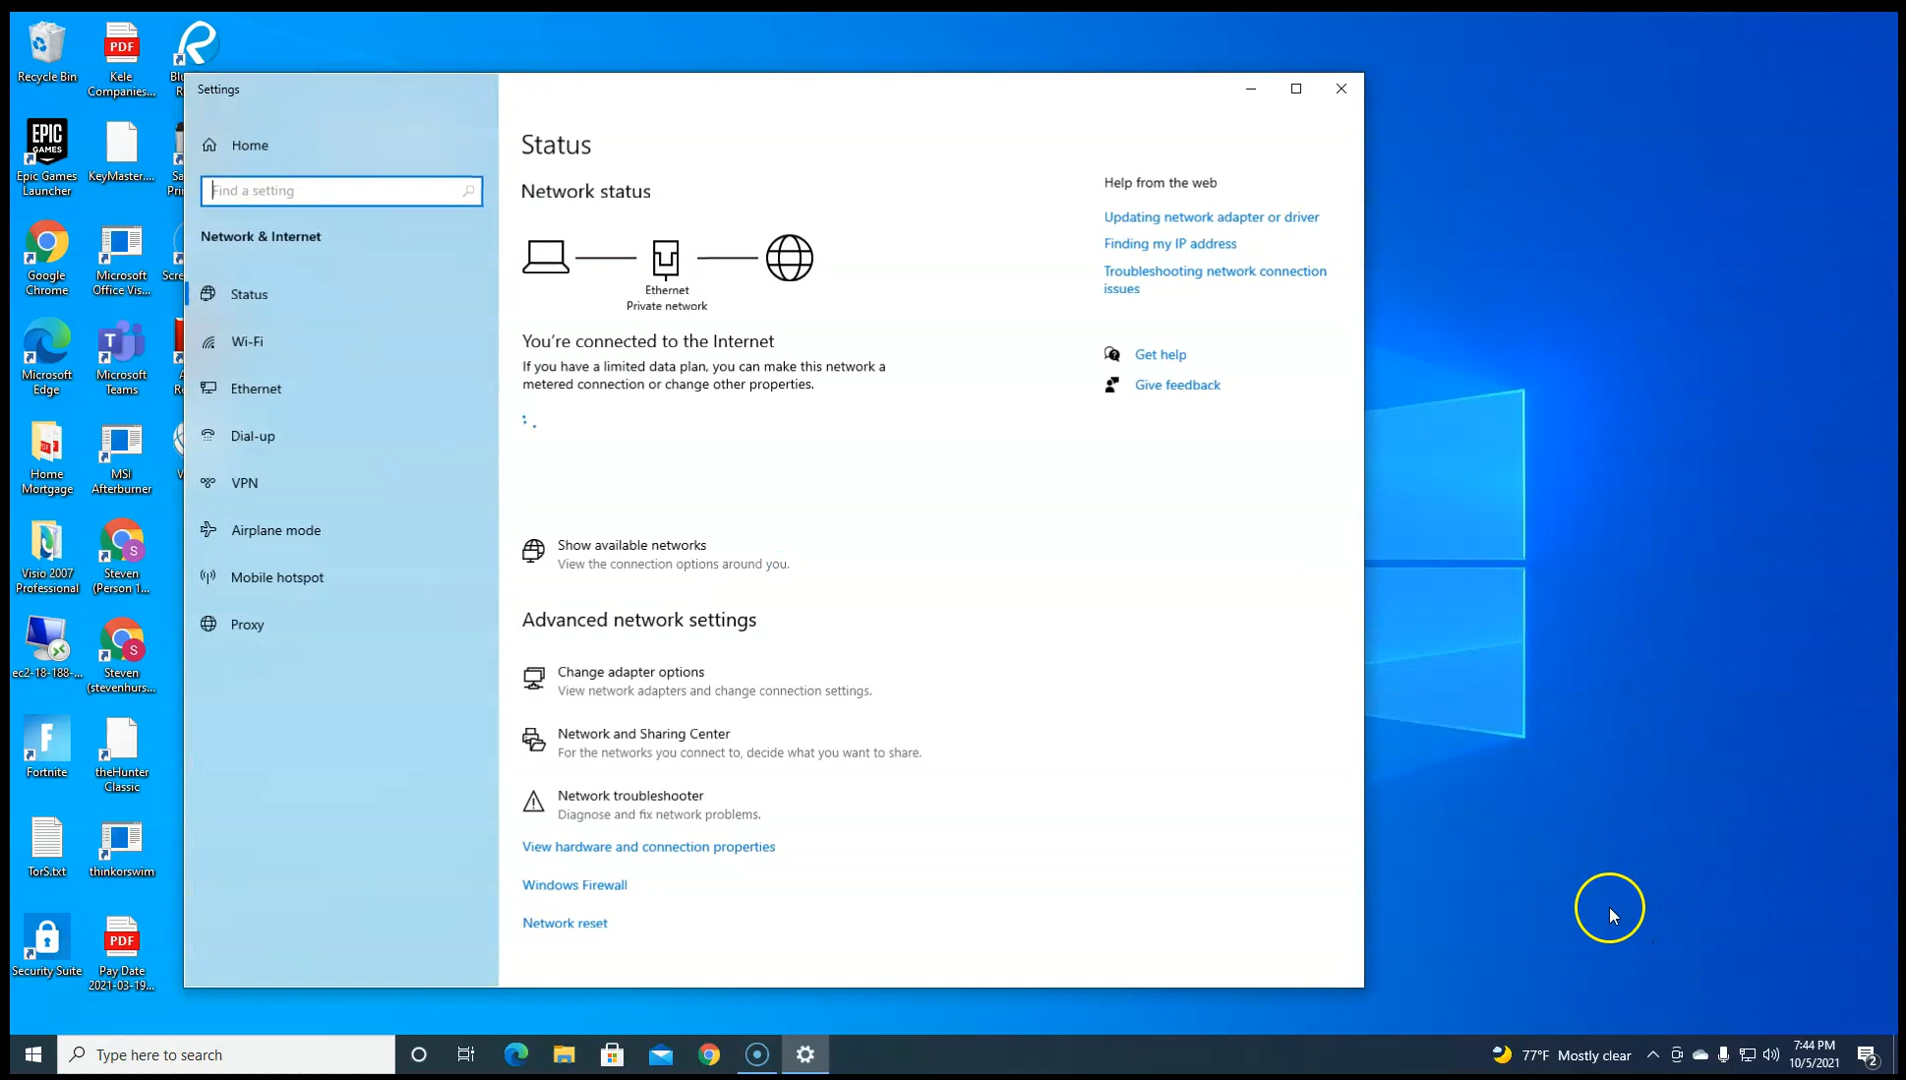 Recycle Bin
PDF
Kele
Companies...
EPIC
GAMES
Epic Games
Launcher
KeyMaster....
Google
Chrome
Microsoft
Office Vis...
Scre
Microsoft
Edge
Microsoft
Teams
Home
Mortgage
MSI
Afterburner
Visio 2007
Professional
S
Steven
(Person 1...
ec2-18-188-...
S
Steven
(stevenhurs...
Fortnite
theHunter
Classic
TorS.txt
thinkorswim
Security Suite
PDF
Pay Date
2021-03-19...
Settings
Home
Find a setting
Network & Internet
Status
Wi-Fi
Ethernet
Dial-up
VPN
Airplane mode
Mobile hotspot
Proxy
Status
Network status
Ethernet
Private network
You're connected to the Internet
If you have a limited data plan, you can make this network a
metered connection or change other properties.
Show available networks
View the connection options around you.
Advanced network settings
Change adapter options
View network adapters and change connection settings.
Network and Sharing Center
For the networks you connect to, decide what you want to share.
Network troubleshooter
Diagnose and fix network problems.
View hardware and connection properties
Windows Firewall
Network reset
Help from the web
Updating network adapter or driver
Finding my IP address
Troubleshooting network connection
issues
Get help
Give feedback
Type here to search
77°F Mostly clear
7:44 PM
10/5/2021
2